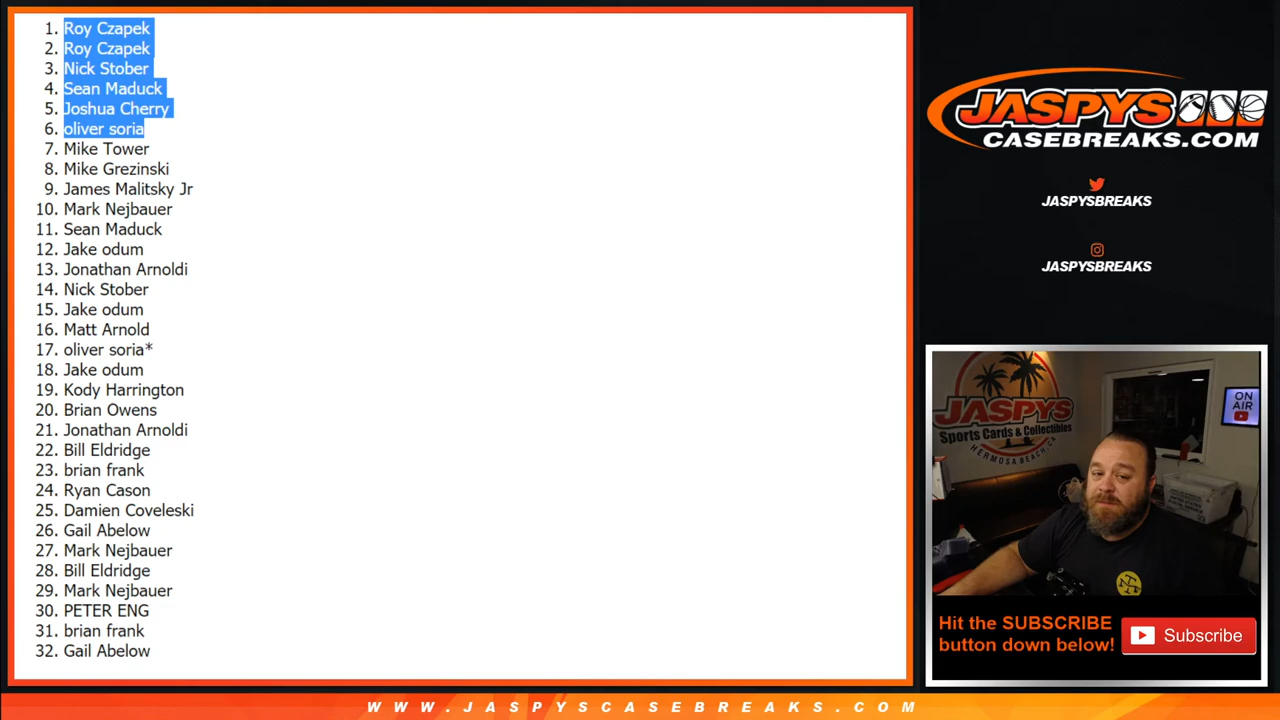 1. Roy Czapek
2. Roy Czapek
3. Nick Stober
4. Sean Maduck
5. Joshua Cherry
6. oliver soria
7. Mike Tower
8. Mike Grezinski
9. James Malitsky Jr
10. Mark Nejbauer
11. Sean Maduck
12. Jake odum
13. Jonathan Arnoldi
14. Nick Stober
15. Jake odum
16. Matt Arnold
17. oliver soria*
18. Jake odum
19. Kody Harrington
20. Brian Owens
21. Jonathan Arnoldi
22. Bill Eldridge
23. brian frank
24. Ryan Cason
25. Damien Coveleski
26. Gail Abelow
27. Mark Nejbauer
28. Bill Eldridge
29. Mark Nejbauer
30. PETER ENG
31. brian frank
32. Gail Abelow
JASPYS
CASEBREAKS.COM
JASPYSBREAKS
JASPYSBREAKS
JASPYS
Sports Cards & Collectibles
HERMOSA BEACH, CA
ON
AIR
Hit the SUBSCRIBE
button down below!
Subscribe
WWW.JASPYSCASEBREAKS.COM